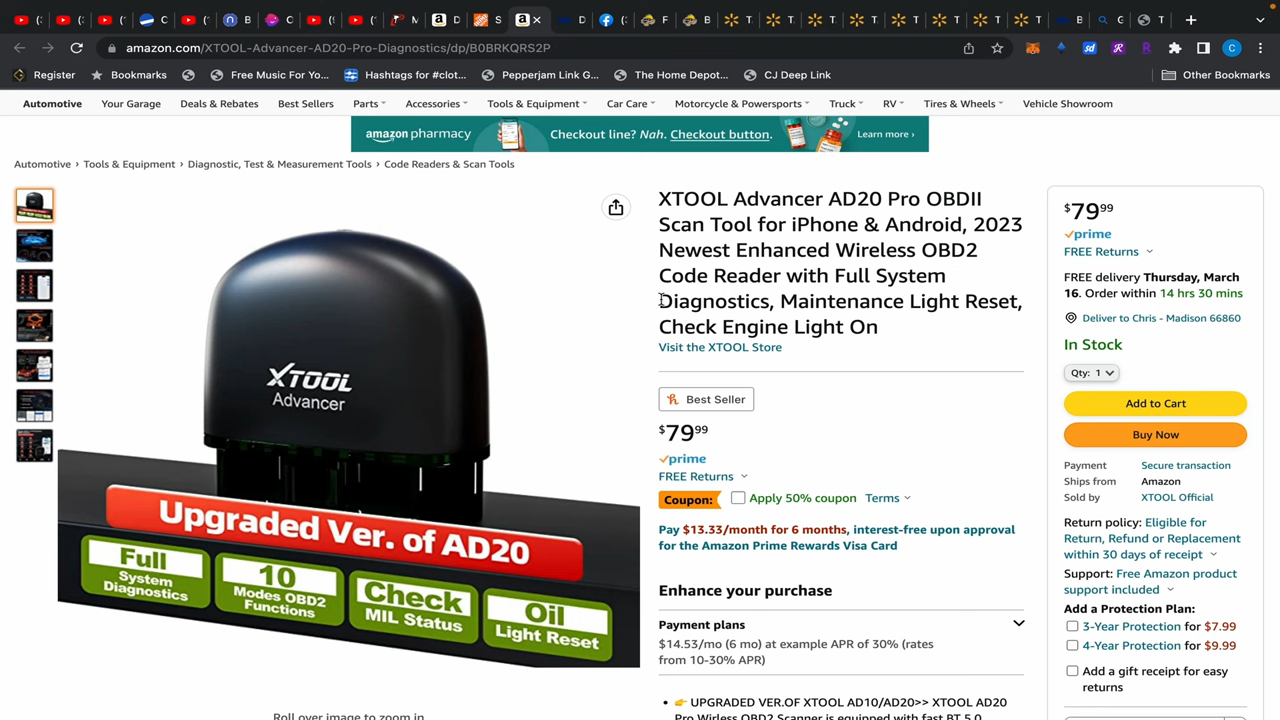 C
B
C
(9
(
D
S
D
(
F
B
T
T
T
T
T
T
T
T
B
G
T
amazon.com/XTOOL-Advancer-AD20-Pro-Diagnostics/dp/B0BRKQRS2P
C
Register
Bookmarks
Free Music For Yo...
Hashtags for #clot...
Pepperjam Link G...
The Home Depot...
CJ Deep Link
Other Bookmarks
Automotive
Your Garage
Deals & Rebates
Best Sellers
Parts
Accessories
Tools & Equipment
Car Care
Motorcycle & Powersports
Truck
RV
Tires & Wheels
Vehicle Showroom
amazon pharmacy
Checkout line? Nah. Checkout button.
Learn more ›
Automotive › Tools & Equipment › Diagnostic, Test & Measurement Tools › Code Readers & Scan Tools
XTOOL
Advancer
Upgraded Ver. of AD20
Full
System
Diagnostics
10
Modes OBD2
Functions
Check
MIL Status
Oil
Light Reset
Roll over image to zoom in
XTOOL Advancer AD20 Pro OBDII
Scan Tool for iPhone & Android, 2023
Newest Enhanced Wireless OBD2
Code Reader with Full System
Diagnostics, Maintenance Light Reset,
Check Engine Light On
Visit the XTOOL Store
Best Seller
$79.99
prime
FREE Returns
Coupon:
Apply 50% coupon
Terms
Pay $13.33/month for 6 months, interest-free upon approval
for the Amazon Prime Rewards Visa Card
Enhance your purchase
Payment plans
$14.53/mo (6 mo) at example APR of 30% (rates
from 10-30% APR)
UPGRADED VER.OF XTOOL AD10/AD20>> XTOOL AD20
Pro Wirless OBD2 Scanner is equipped with fast BT 5.0
$79.99
prime
FREE Returns
FREE delivery Thursday, March
16. Order within 14 hrs 30 mins
Deliver to Chris - Madison 66860
In Stock
Qty: 1
Add to Cart
Buy Now
Payment Secure transaction
Ships from Amazon
Sold by XTOOL Official
Return policy: Eligible for
Return, Refund or Replacement
within 30 days of receipt
Support: Free Amazon product
support included
Add a Protection Plan:
3-Year Protection for $7.99
4-Year Protection for $9.99
Add a gift receipt for easy
returns